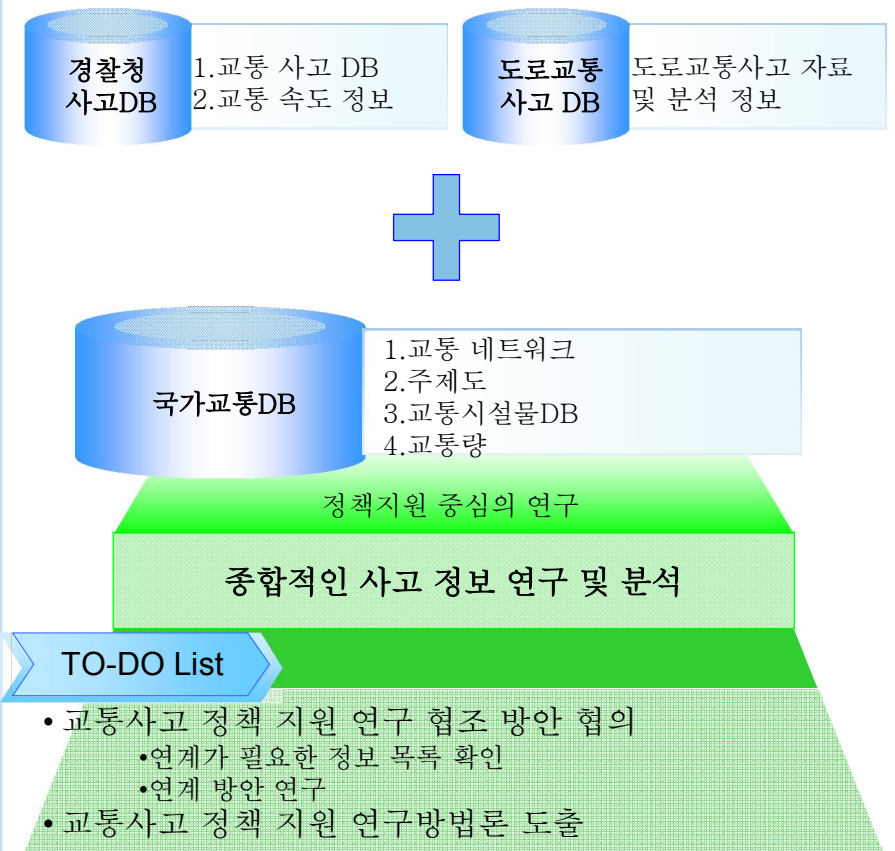 경찰청
사고DB
1.교통 사고 DB
2.교통 속도 정보
도로교통
사고 DB
도로교통사고 자료
및 분석 정보
국가교통DB
1.교통 네트워크
2.주제도
3.교통시설물DB
4.교통량
정책지원 중심의 연구
종합적인 사고 정보 연구 및 분석
TO-DO List
• 교통사고 정책 지원 연구 협조 방안 협의
•연계가 필요한 정보 목록 확인
•연계 방안 연구
• 교통사고 정책 지원 연구방법론 도출